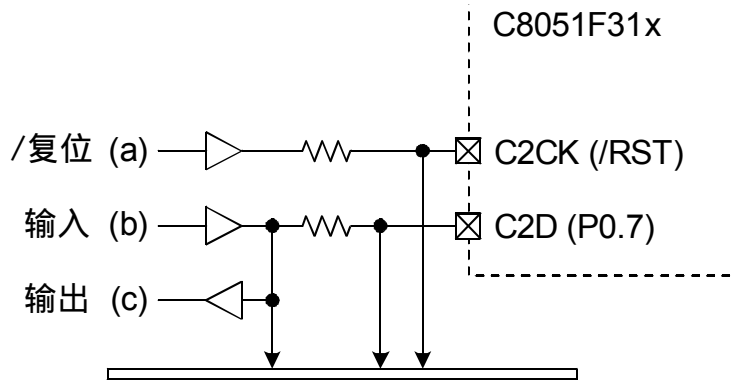 C8051F31x
/复位 (a)
C2CK (/RST)
输入 (b)
C2D (P0.7)
输出 (c)